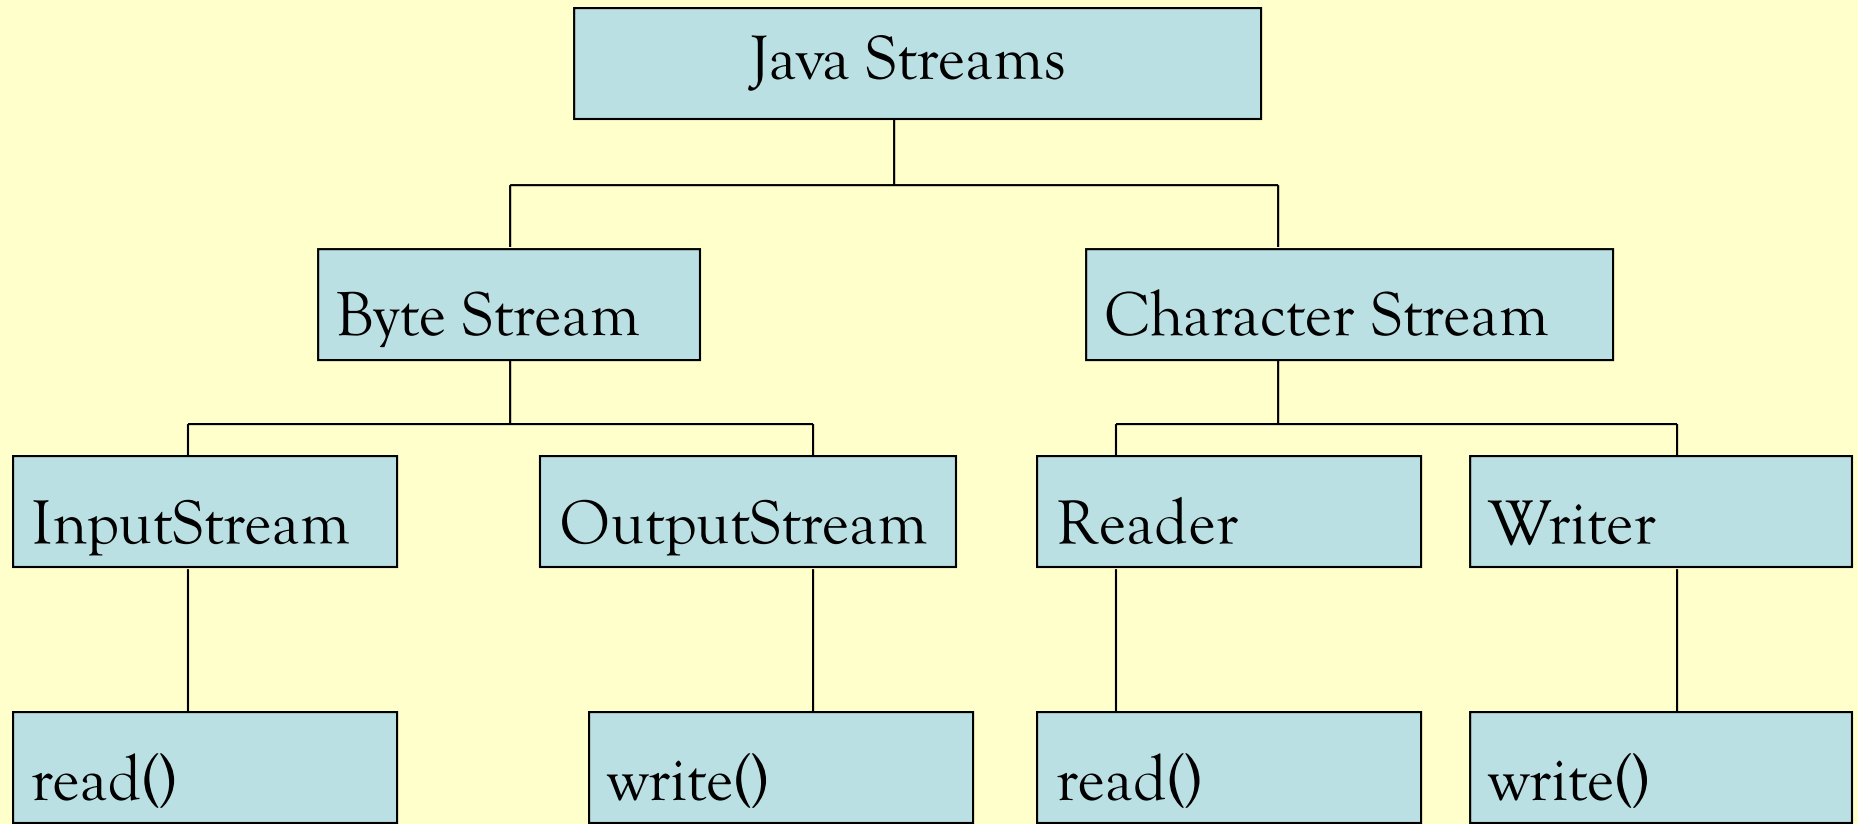 Java Streams
Byte Stream
Character Stream
InputStream
OutputStream
Reader
Writer
read()
write()
read()
write()